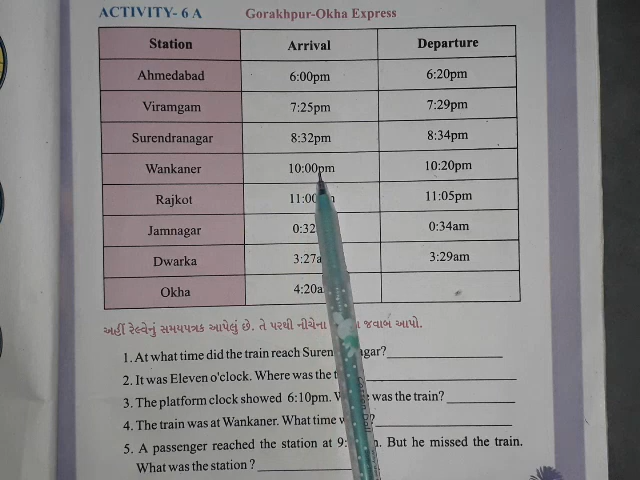 ACTIVITY- 6 A Gorakhpur-Okha Express
Station Arrival Departure
Ahmedabad 6:00pm 6:20pm
Viramgam 7:25pm 7:29pm
Surendranagar 8:32pm 8:34pm
Wankaner 10:00pm 10:20pm
Rajkot 11:05pm
Jamnagar 0:34am
Dwarka 3:29am
Okha
અહીં રેલ્વેનું સમયપત્રક આપેલું છે. તે પરથી નીચેના જવાબ આપો.
1. At what time did the train reach
2. It was Eleven o'clock. Where was the
3. The platform clock showed 6:10pm. was the train?
4. The train was at Wankaner. What time
5. A passenger reached the station at But he missed the train.
What was the station ?